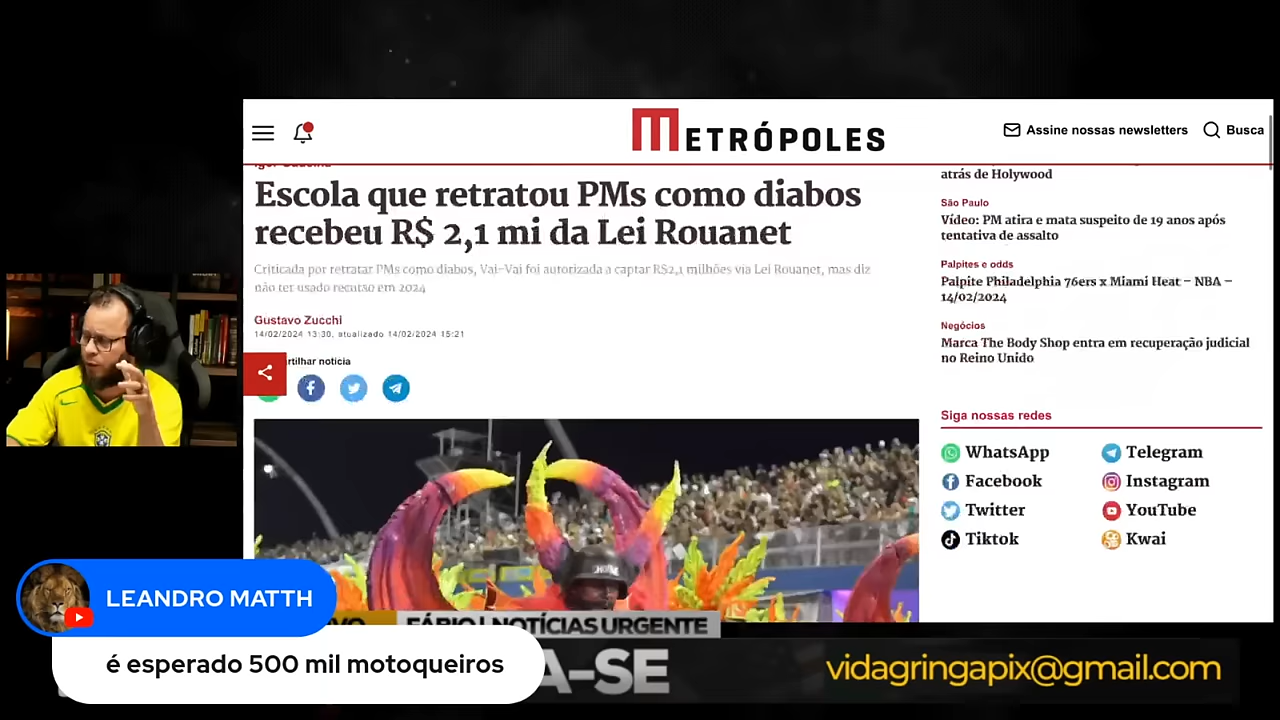 METRÓPOLES
Assine nossas newsletters
Busca
Escola que retratou PMs como diabos
recebeu R$ 2,1 mi da Lei Rouanet
Criticada por retratar PMs como diabos, Vai-Vai foi autorizada a captar R$2,1 milhões via Lei Rouanet, mas diz
não ter usado recurso em 2024
Gustavo Zucchi
14/02/2024 13:30, atualizado 14/02/2024 15:21
artilhar notícia
atrás de Holywood
São Paulo
Vídeo: PM atira e mata suspeito de 19 anos após
tentativa de assalto
Palpites e odds
Palpite Philadelphia 76ers x Miami Heat – NBA –
14/02/2024
Negócios
Marca The Body Shop entra em recuperação judicial
no Reino Unido
Siga nossas redes
WhatsApp
Telegram
Facebook
Instagram
Twitter
YouTube
Tiktok
Kwai
CHOQUE
LEANDRO MATTH
é esperado 500 mil motoqueiros
VO
FÁBIO | NOTÍCIAS URGENTE
A-SE
vidagringapix@gmail.com